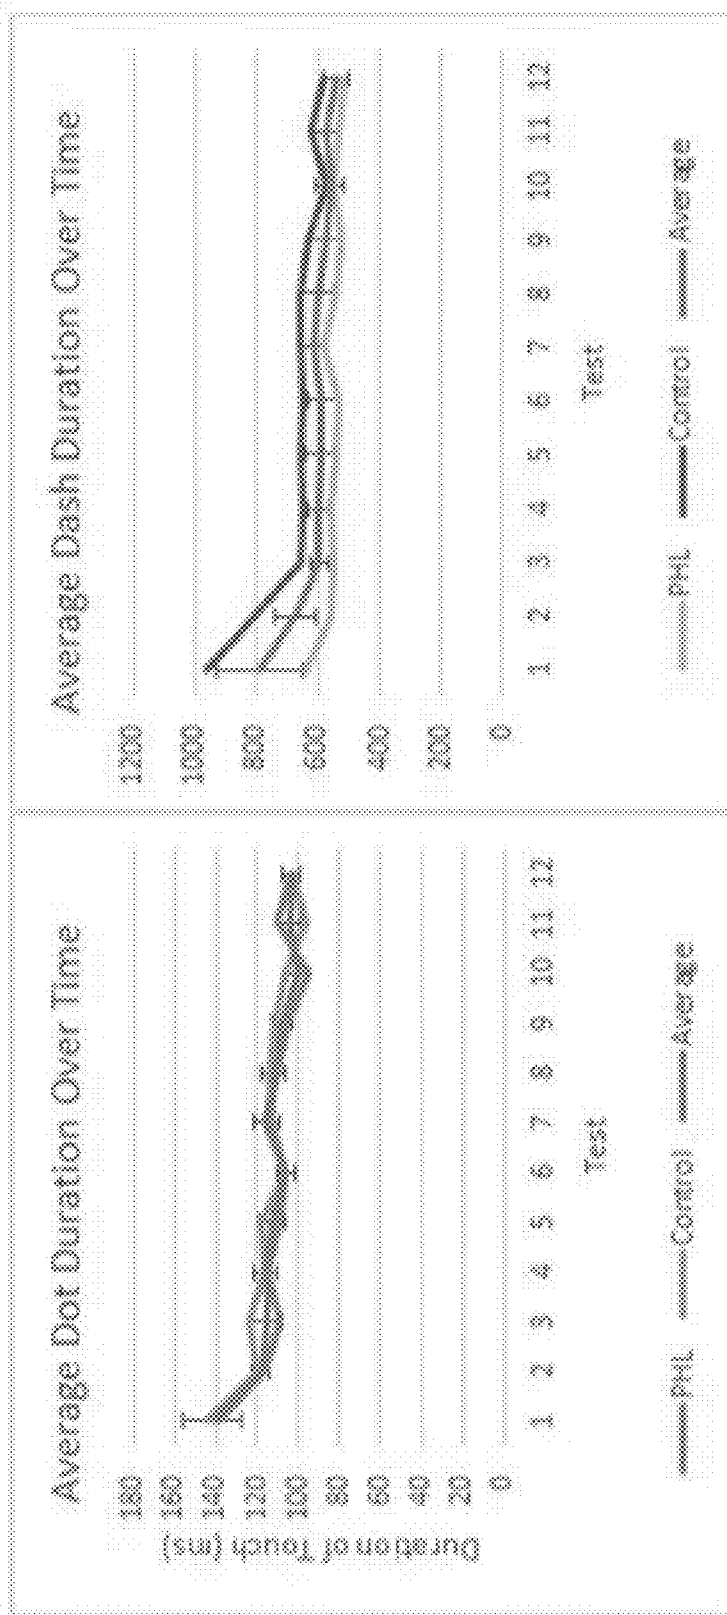 Average Dot Duration Over Time
Duration of Touch (ms)
180
160
140
120
100
80
60
40
20
0
1 2 3 4 5 6 7 8 9 10 11 12
Test
PHL Control Average
Average Dash Duration Over Time
1200
1000
800
600
400
200
0
1 2 3 4 5 6 7 8 9 10 11 12
Test
PHL Control Average